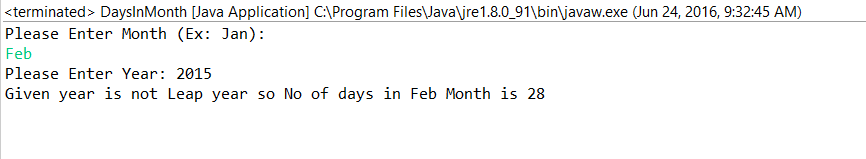 <terminated> DaysInMonth [Java Application] C:\Program Files\Java\jre1.8.0_91\bin\javaw.exe (Jun 24, 2016, 9:32:45 AM)
Please Enter Month (Ex: Jan):
Feb
Please Enter Year: 2015
Given year is not Leap year so No of days in Feb Month is 28